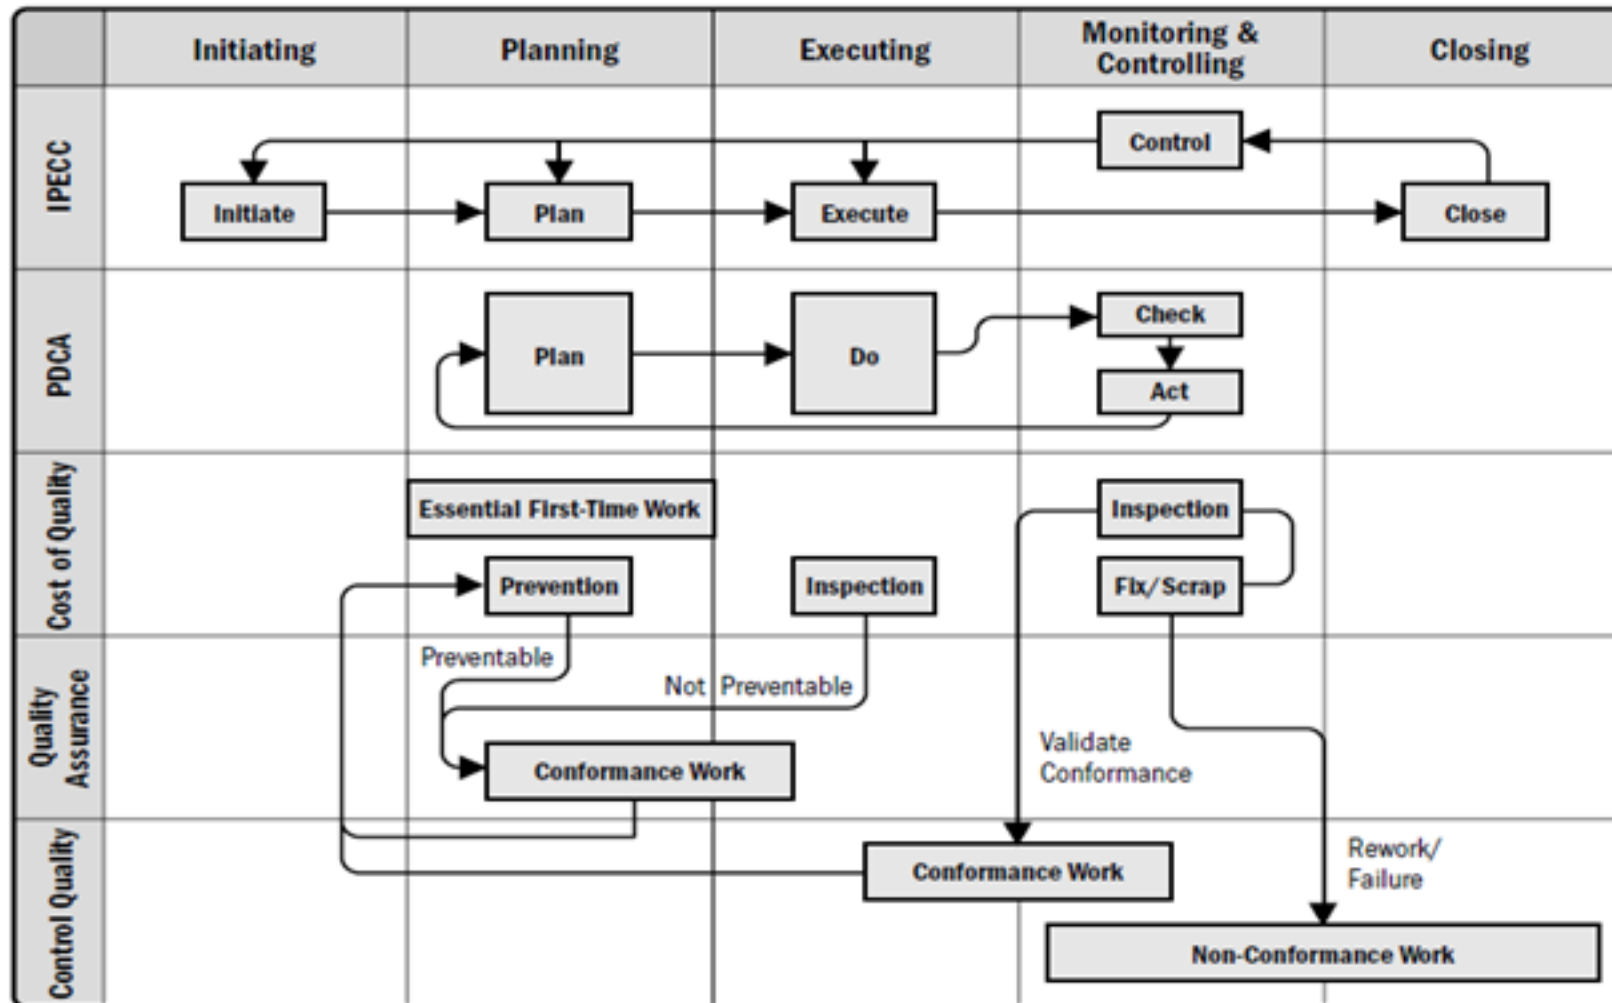 Initiating
Planning
Executing
Monitoring &
Controlling
Closing
IPECC
Control
Initiate
Plan
Execute
Close
PDCA
Plan
Do
Check
Act
Cost of Quality
Essential First-Time Work
Inspection
Prevention
Inspection
Fix/Scrap
Quality
Assurance
Preventable
Not Preventable
Validate
Conformance
Conformance Work
Control Quality
Conformance Work
Rework/
Failure
Non-Conformance Work